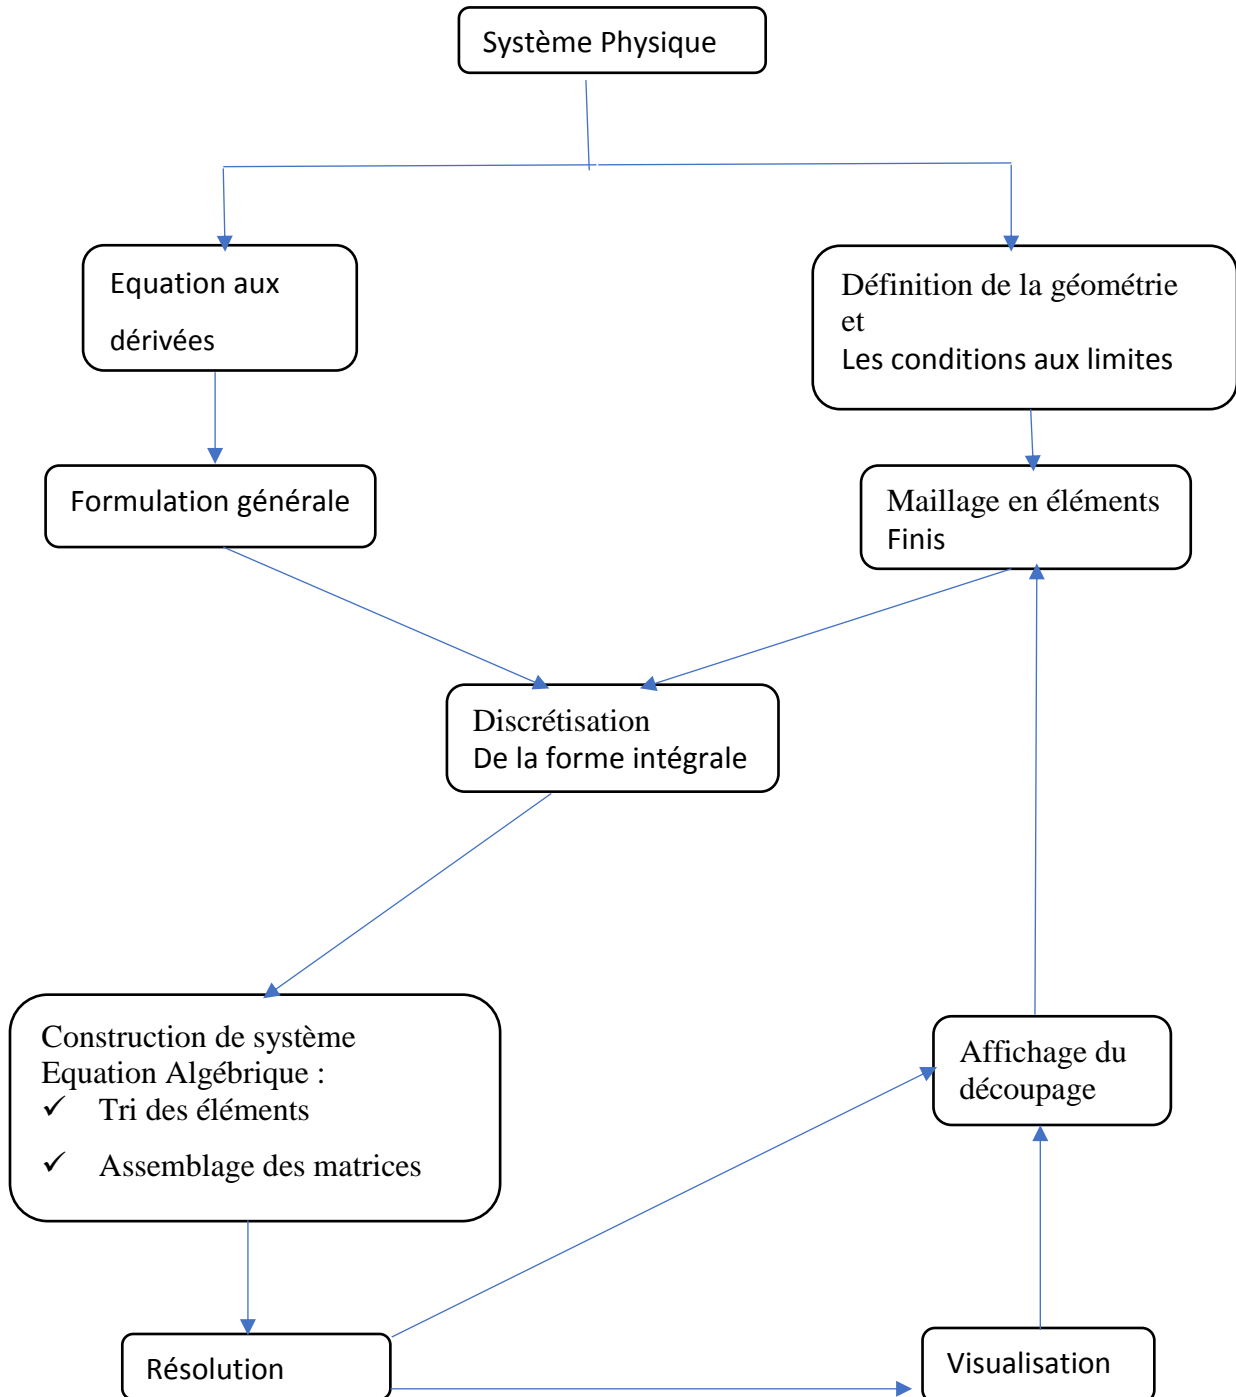 Système Physique
Equation aux
dérivées
Définition de la géométrie
et
Les conditions aux limites
Formulation générale
Maillage en éléments
Finis
Discrétisation
De la forme intégrale
Construction de système
Equation Algébrique :
✓ Tri des éléments
✓ Assemblage des matrices
Affichage du
découpage
Résolution
Visualisation